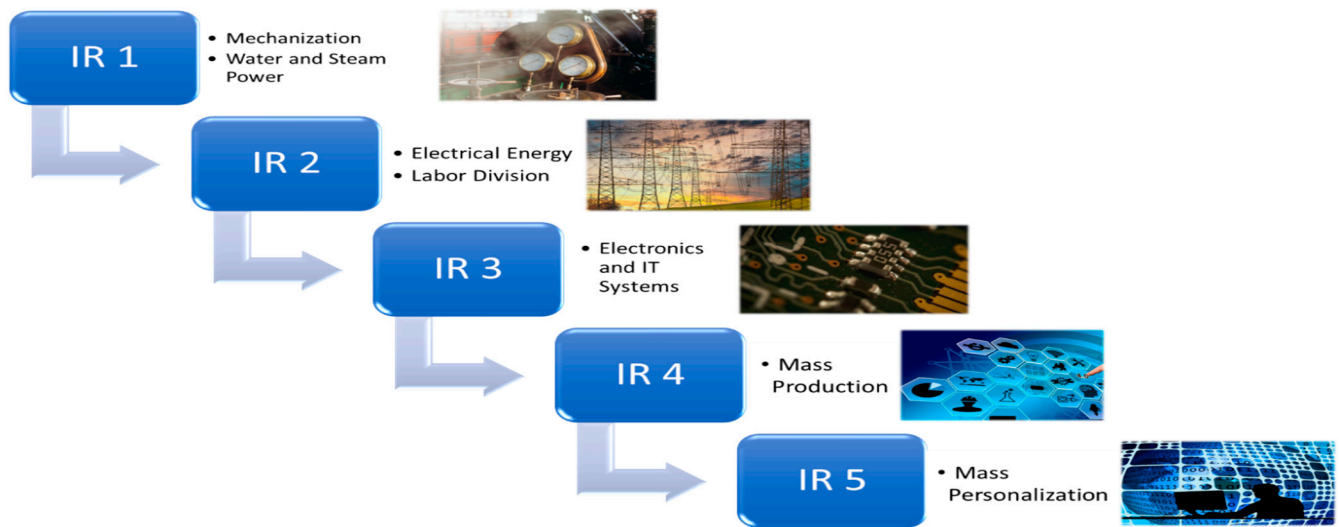 IR 1
• Mechanization
• Water and Steam
Power
IR 2
• Electrical Energy
• Labor Division
IR 3
• Electronics
and IT
Systems
IR 4
• Mass
Production
IR 5
• Mass
Personalization